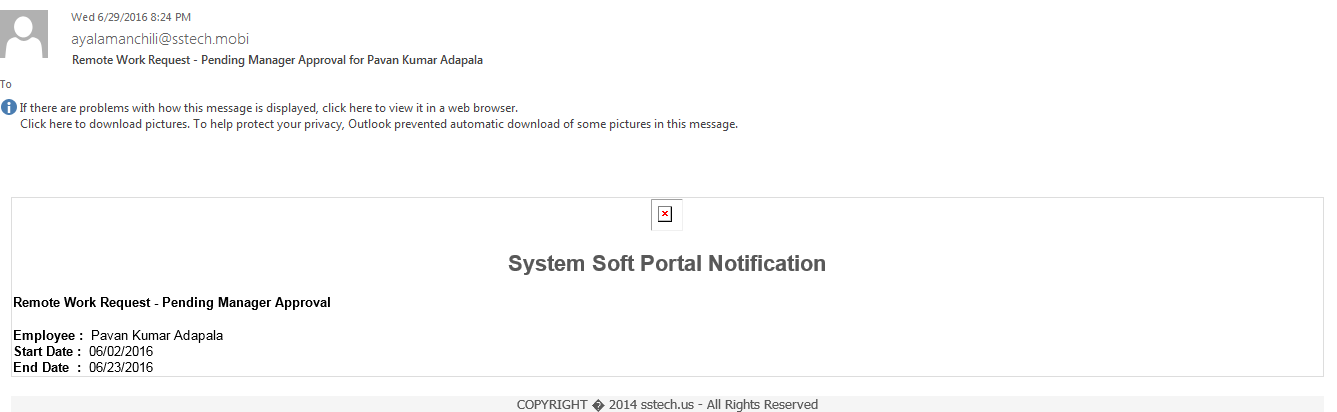 Wed 6/29/2016 8:24 PM
ayalamanchili@sstech.mobi
Remote Work Request - Pending Manager Approval for Pavan Kumar Adapala
To
If there are problems with how this message is displayed, click here to view it in a web browser.
Click here to download pictures. To help protect your privacy, Outlook prevented automatic download of some pictures in this message.
System Soft Portal Notification
Remote Work Request - Pending Manager Approval
Employee : Pavan Kumar Adapala
Start Date : 06/02/2016
End Date : 06/23/2016
COPYRIGHT � 2014 sstech.us - All Rights Reserved